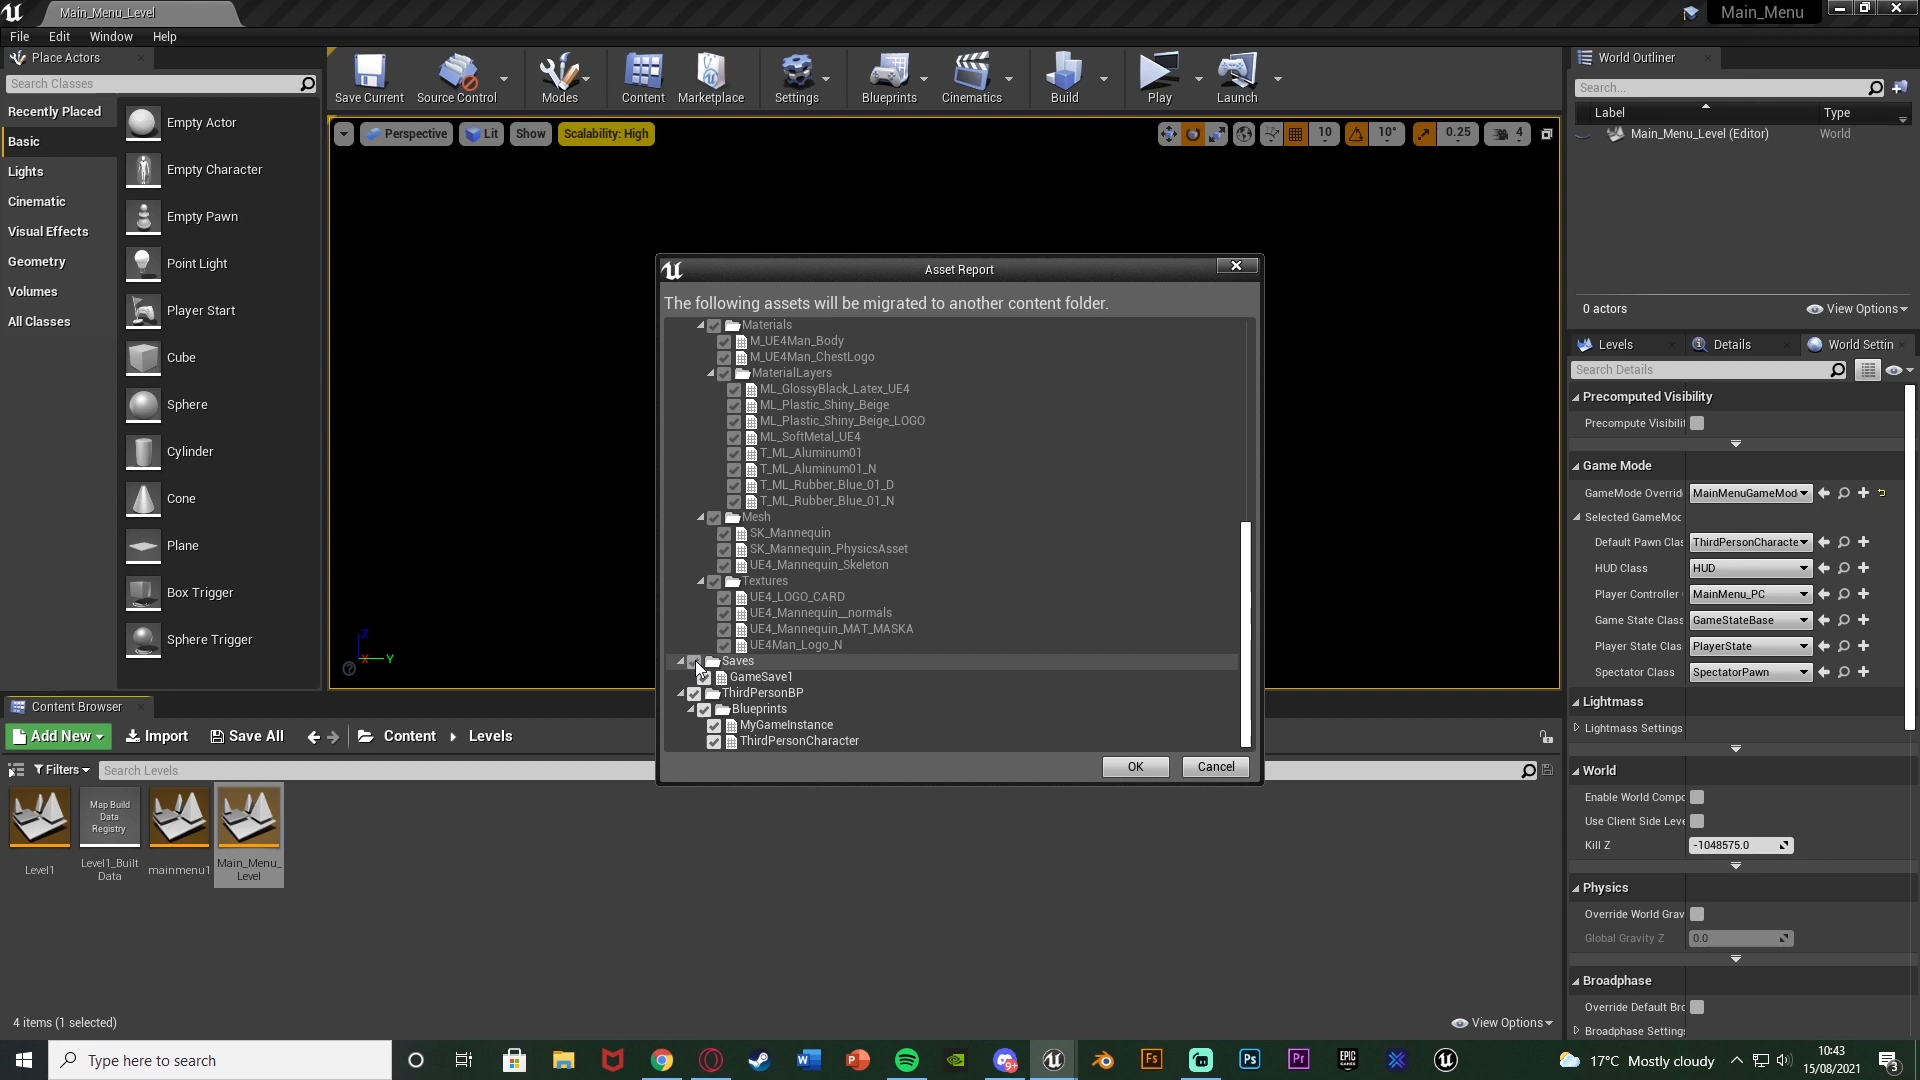 Main_Menu_Level
Main_Menu
File Edit Window Help
Place Actors
Search Classes
Recently Placed
Basic
Lights
Cinematic
Visual Effects
Geometry
Volumes
All Classes
Empty Actor
Empty Character
Empty Pawn
Point Light
Player Start
Cube
Sphere
Cylinder
Cone
Plane
Box Trigger
Sphere Trigger
Save Current
Source Control
Modes
Content
Marketplace
Settings
Blueprints
Cinematics
Build
Play
Launch
Perspective Lit Show Scalability: High
10 10° 0.25 4
Z
X Y
Asset Report
The following assets will be migrated to another content folder.
Materials
M_UE4Man_Body
M_UE4Man_ChestLogo
MaterialLayers
ML_GlossyBlack_Latex_UE4
ML_Plastic_Shiny_Beige
ML_Plastic_Shiny_Beige_LOGO
ML_SoftMetal_UE4
T_ML_Aluminum01
T_ML_Aluminum01_N
T_ML_Rubber_Blue_01_D
T_ML_Rubber_Blue_01_N
Mesh
SK_Mannequin
SK_Mannequin_PhysicsAsset
UE4_Mannequin_Skeleton
Textures
UE4_LOGO_CARD
UE4_Mannequin__normals
UE4_Mannequin_MAT_MASKA
UE4Man_Logo_N
Saves
GameSave1
ThirdPersonBP
Blueprints
MyGameInstance
ThirdPersonCharacter
OK Cancel
World Outliner
Search...
Label Type
Main_Menu_Level (Editor) World
0 actors View Options
Levels Details World Settin
Search Details
Precomputed Visibility
Precompute Visibilit
Game Mode
GameMode Overrid MainMenuGameMod
Selected GameMoc
Default Pawn Clas ThirdPersonCharacte
HUD Class HUD
Player Controller MainMenu_PC
Game State Class GameStateBase
Player State Clas PlayerState
Spectator Class SpectatorPawn
Lightmass
Lightmass Settings
World
Enable World Compc
Use Client Side Leve
Kill Z -1048575.0
Physics
Override World Grav
Global Gravity Z 0.0
Broadphase
Override Default Brc
Broadphase Settings
Content Browser
Add New Import Save All Content Levels
Filters Search Levels
Map Build
Data
Registry
Level1
Level1_Built
Data
mainmenu1
Main_Menu_
Level
4 items (1 selected)
View Options
Type here to search
17°C Mostly cloudy
10:43
15/08/2021